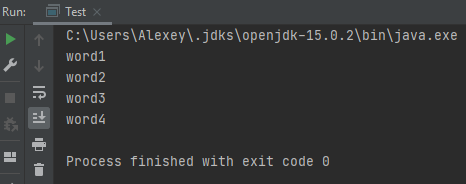 Run: Test
C:\Users\Alexey\.jdks\openjdk-15.0.2\bin\java.exe
word1
word2
word3
word4
Process finished with exit code 0